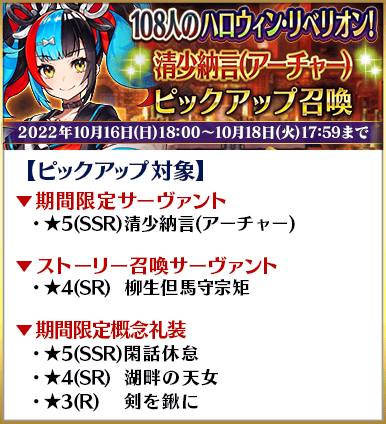 108人のハロウィン・リベリオン!
清少納言(アーチャー)
ピックアップ召喚
2022年10月16日(日)18:00～10月18日(火)17:59まで
【ピックアップ対象】
▼期間限定サーヴァント
・★5(SSR)清少納言(アーチャー)
▼ストーリー召喚サーヴァント
・★4(SR) 柳生但馬守宗矩
▼期間限定概念礼装
・★5(SSR)閑話休怠
・★4(SR) 湖畔の天女
・★3(R) 剣を鍬に